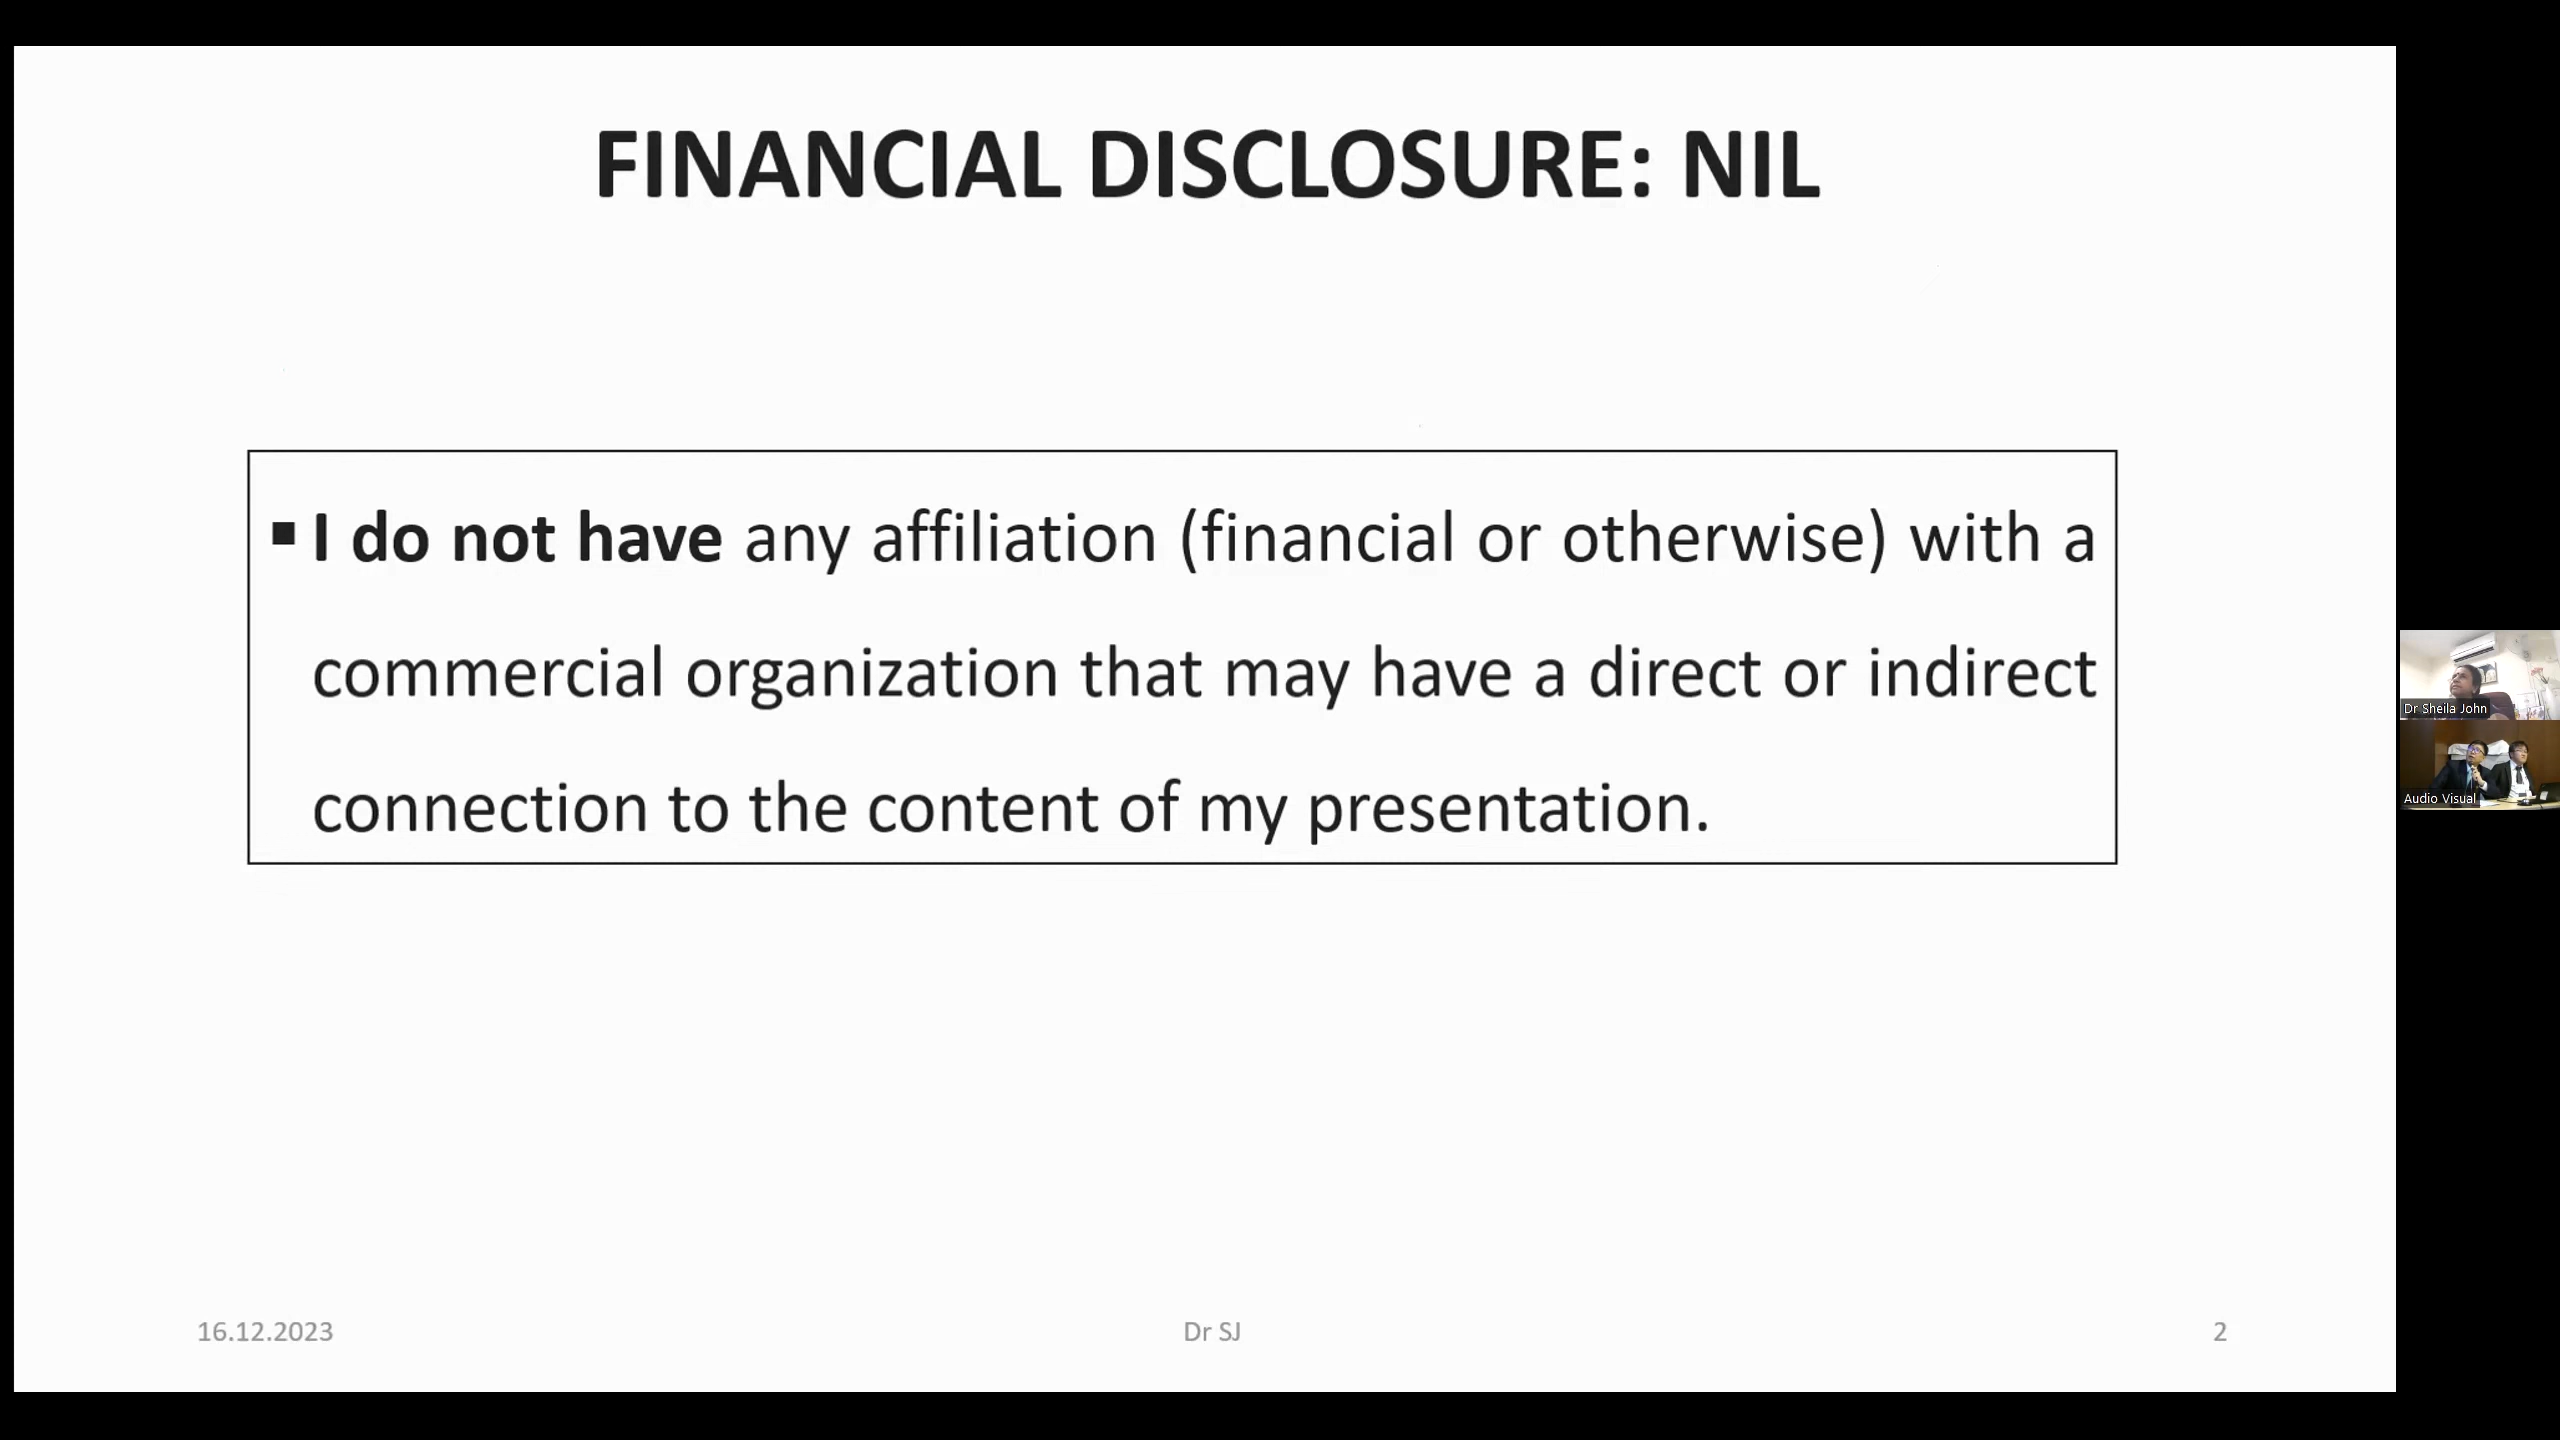 FINANCIAL DISCLOSURE: NIL
▪ I do not have any affiliation (financial or otherwise) with a
commercial organization that may have a direct or indirect
connection to the content of my presentation.
16.12.2023
Dr SJ
2
Dr Sheila John
Audio Visual